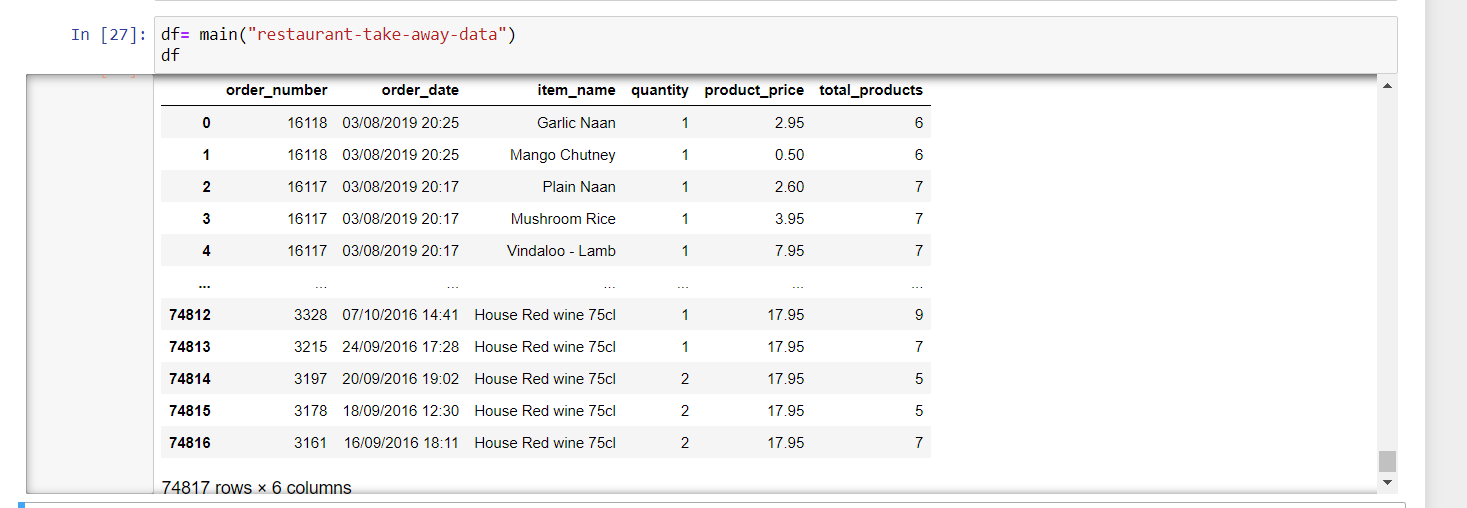 In [27]: df= main("restaurant-take-away-data")
df
order_number order_date item_name quantity product_price total_products
0 16118 03/08/2019 20:25 Garlic Naan 1 2.95 6
1 16118 03/08/2019 20:25 Mango Chutney 1 0.50 6
2 16117 03/08/2019 20:17 Plain Naan 1 2.60 7
3 16117 03/08/2019 20:17 Mushroom Rice 1 3.95 7
4 16117 03/08/2019 20:17 Vindaloo - Lamb 1 7.95 7
... ... ... ... ... ... ...
74812 3328 07/10/2016 14:41 House Red wine 75cl 1 17.95 9
74813 3215 24/09/2016 17:28 House Red wine 75cl 1 17.95 7
74814 3197 20/09/2016 19:02 House Red wine 75cl 2 17.95 5
74815 3178 18/09/2016 12:30 House Red wine 75cl 2 17.95 5
74816 3161 16/09/2016 18:11 House Red wine 75cl 2 17.95 7
74817 rows × 6 columns